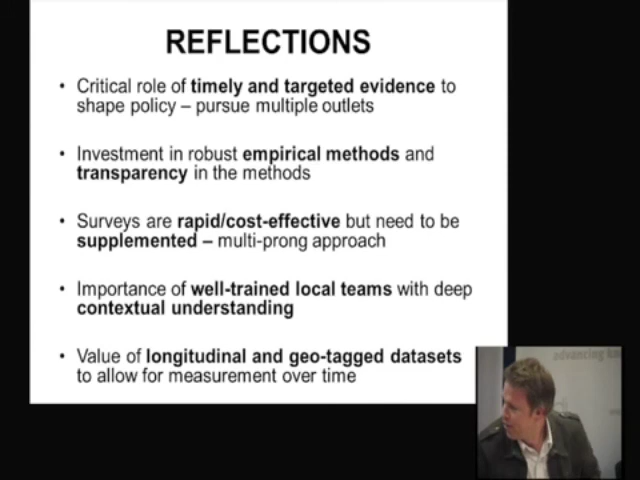 REFLECTIONS
• Critical role of timely and targeted evidence to
shape policy – pursue multiple outlets
• Investment in robust empirical methods and
transparency in the methods
• Surveys are rapid/cost-effective but need to be
supplemented – multi-prong approach
• Importance of well-trained local teams with deep
contextual understanding
• Value of longitudinal and geo-tagged datasets
to allow for measurement over time
advancing